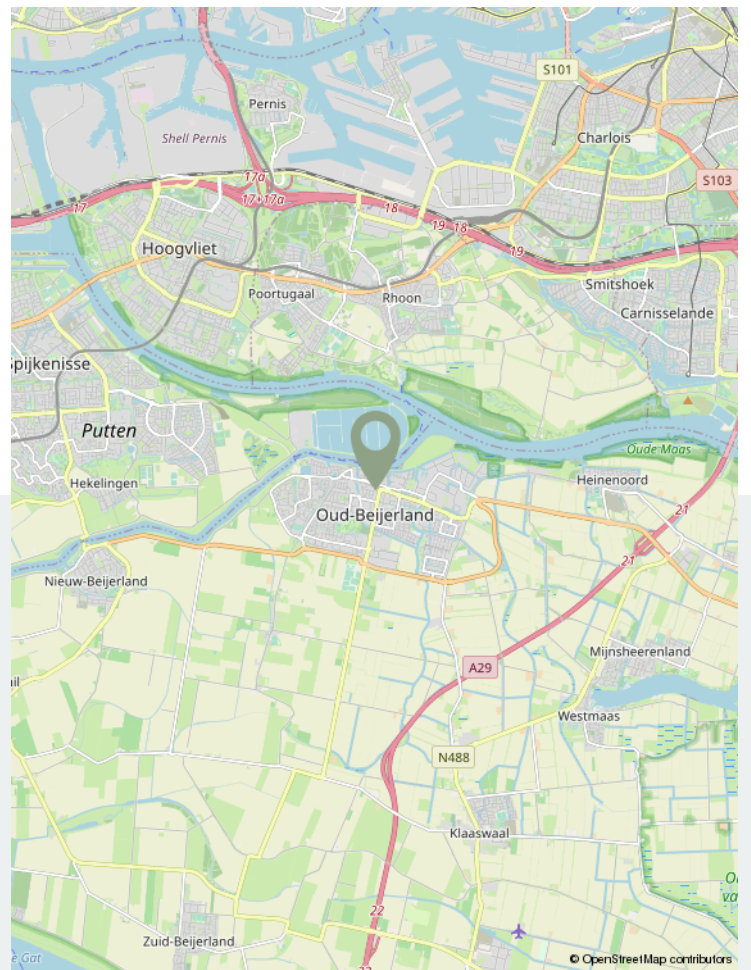 S101
Pernis
Shell Pernis
Charlois
17a
S103
17
17+17a
18
19
18
19
Hoogvliet
Poortugaal
Rhoon
Smitshoek
Carnisselande
Spijkenisse
Putten
Oude Maas
Hekelingen
Heinenoord
21
Oud-Beijerland
21
Nieuw-Beijerland
Mijnsheerenland
A29
Westmaas
N488
Klaaswaal
22
Zuid-Beijerland
e Gat
© OpenStreetMap contributors